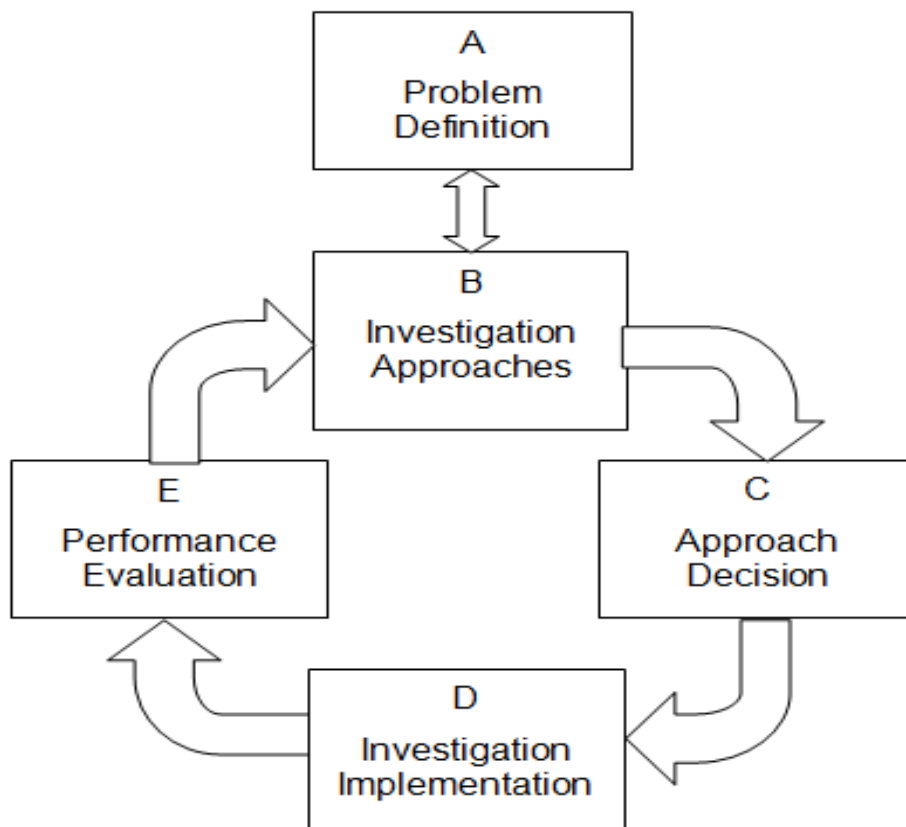 A
Problem
Definition
B
Investigation
Approaches
C
Approach
Decision
D
Investigation
Implementation
E
Performance
Evaluation